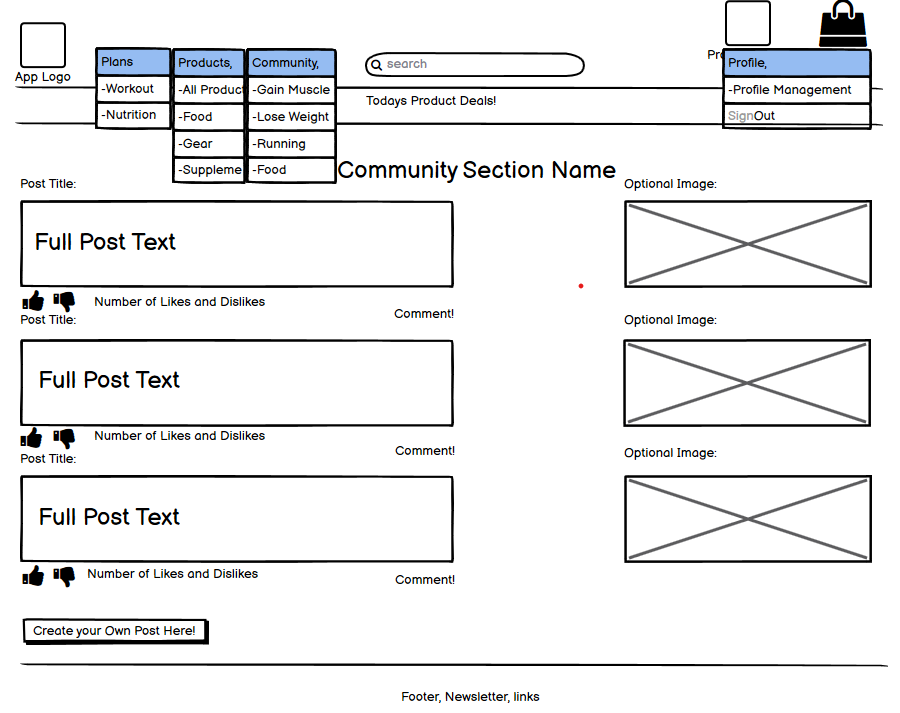 App Logo
Plans
-Workout
-Nutrition
Products,
-All Product
-Food
-Gear
-Suppleme
Community,
-Gain Muscle
-Lose Weight
-Running
-Food
search
Todays Product Deals!
Pro
Profile,
-Profile Management
SignOut
Community Section Name
Post Title:
Optional Image:
Full Post Text
Number of Likes and Dislikes
Comment!
Post Title:
Optional Image:
Full Post Text
Number of Likes and Dislikes
Comment!
Post Title:
Optional Image:
Full Post Text
Number of Likes and Dislikes
Comment!
Create your Own Post Here!
Footer, Newsletter, links